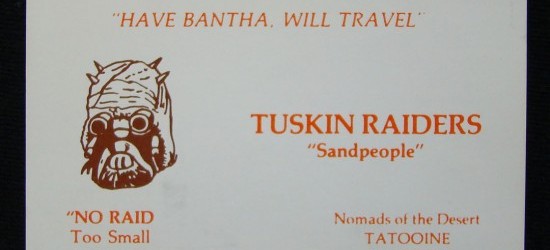 "HAVE BANTHA, WILL TRAVEL"
TUSKIN RAIDERS
"Sandpeople"
"NO RAID
Too Small
Nomads of the Desert
TATOOINE